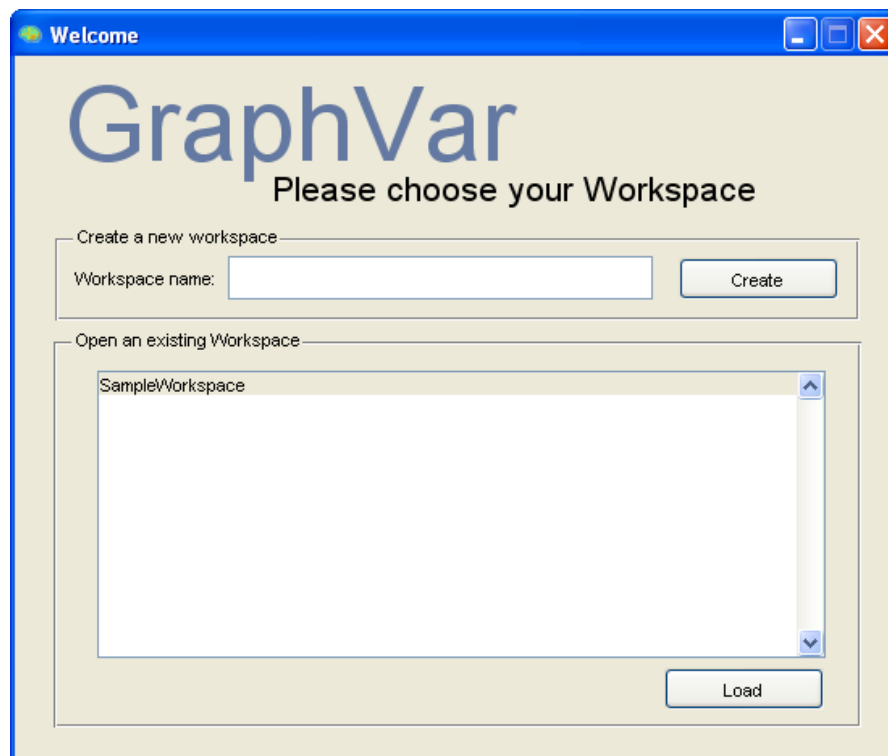 Welcome
GraphVar
Please choose your Workspace
Create a new workspace
Workspace name:
Create
Open an existing Workspace
SampleWorkspace
Load